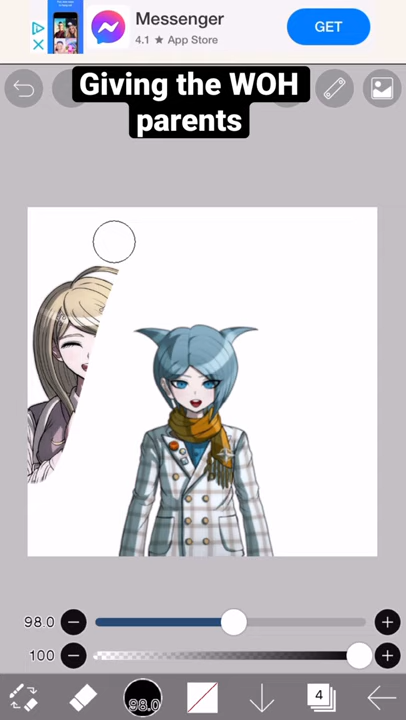 Messenger
4.1 ★ App Store
GET
Giving the WOH
parents
98.0
100
98.0
4